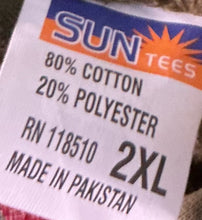 SUN TEES
80% COTTON
20% POLYESTER
RN 118510 2XL
MADE IN PAKISTAN